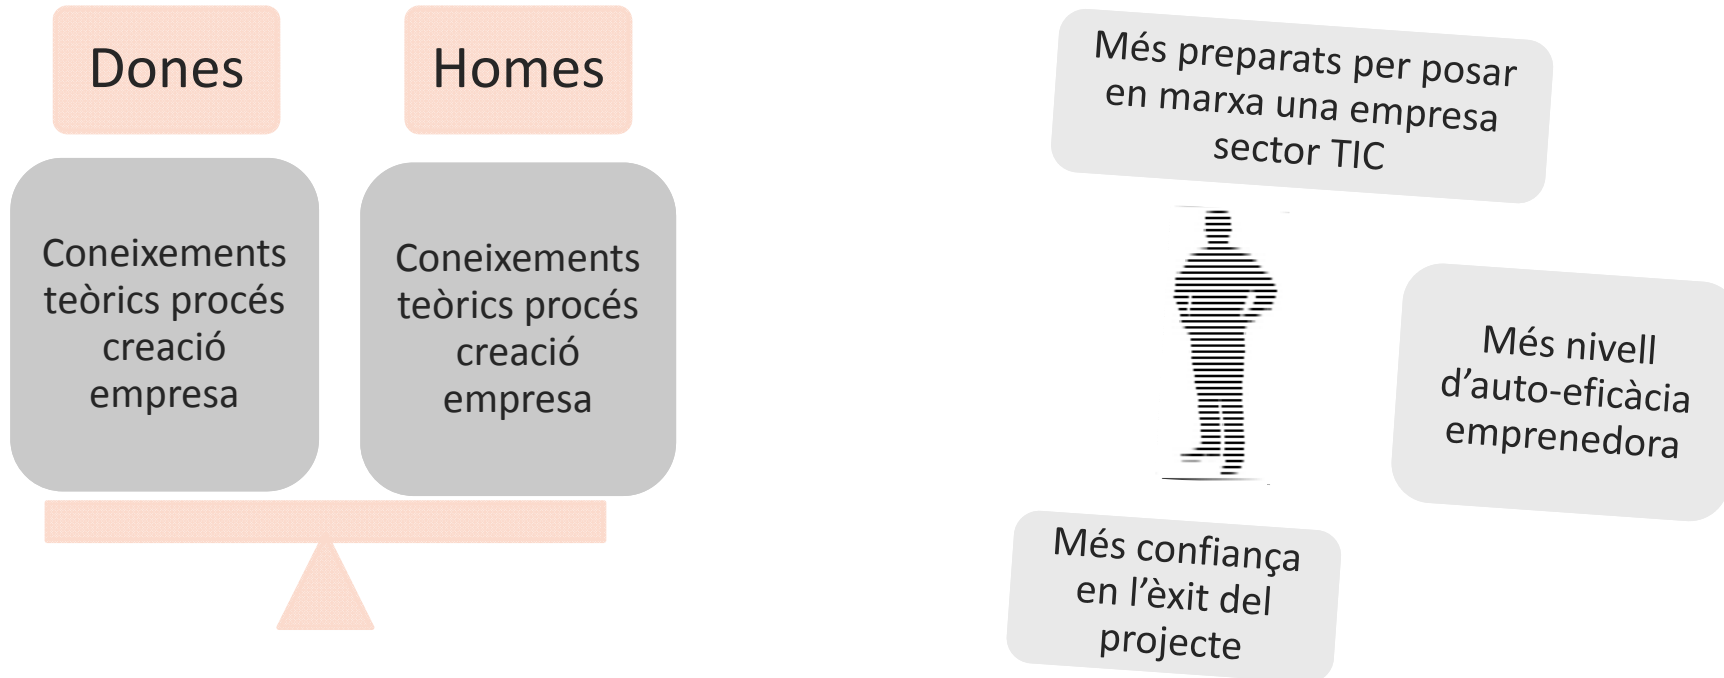 Dones
Homes
Coneixements
teòrics procés
creació
empresa
Coneixements
teòrics procés
creació
empresa
Més preparats per posar
en marxa una empresa
sector TIC
Més nivell
d’auto-eficàcia
emprenedora
Més confiança
en l’èxit del
projecte